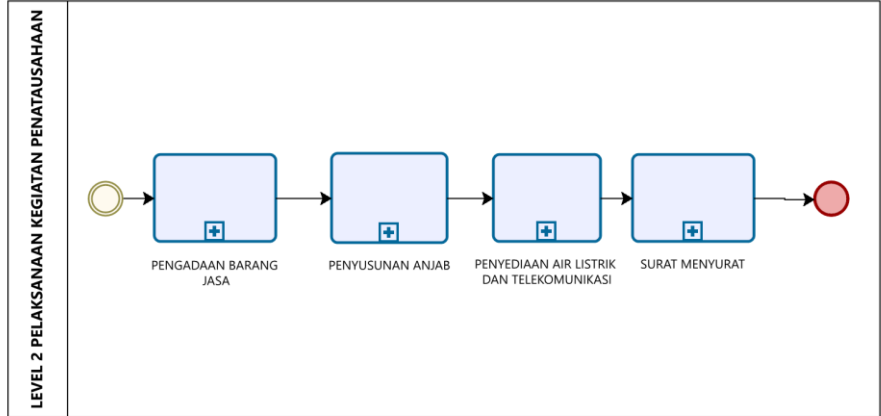 LEVEL 2 PELAKSANAAN KEGIATAN PENATAUSAHAAN
PENGADAAN BARANG
JASA
PENYUSUNAN ANJAB
PENYEDIAAN AIR LISTRIK
DAN TELEKOMUNIKASI
SURAT MENYURAT